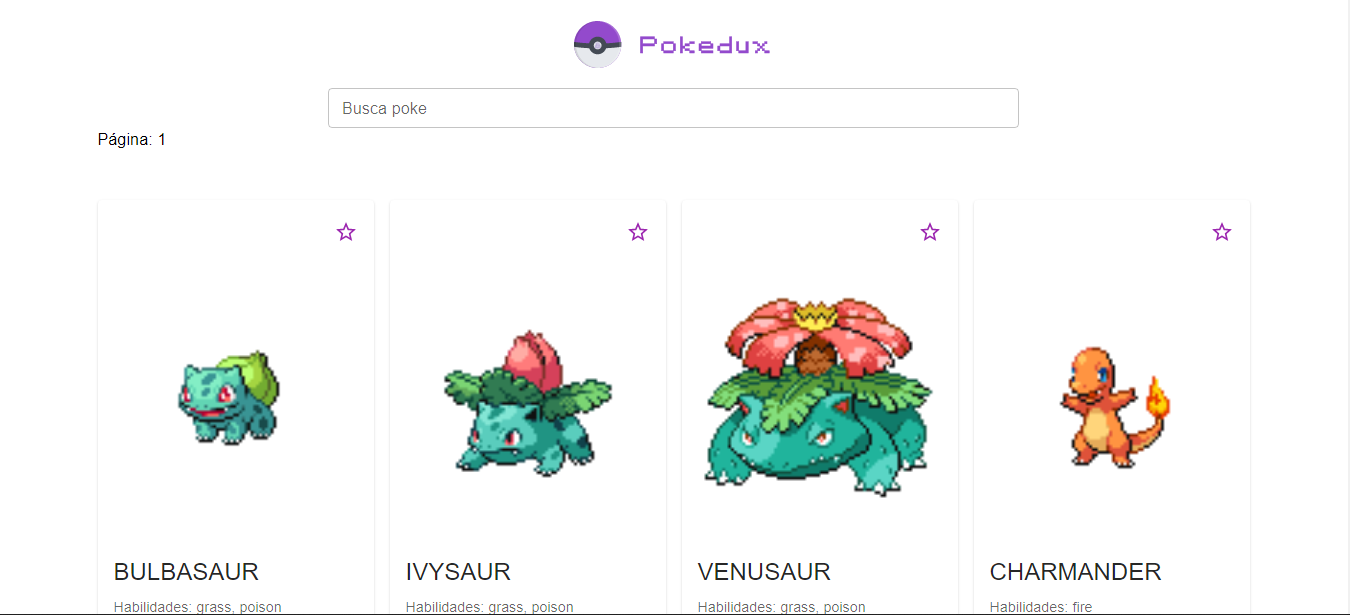 Pokedux
Busca poke
Página: 1
BULBASAUR
Habilidades: grass, poison
IVYSAUR
Habilidades: grass, poison
VENUSAUR
Habilidades: grass, poison
CHARMANDER
Habilidades: fire